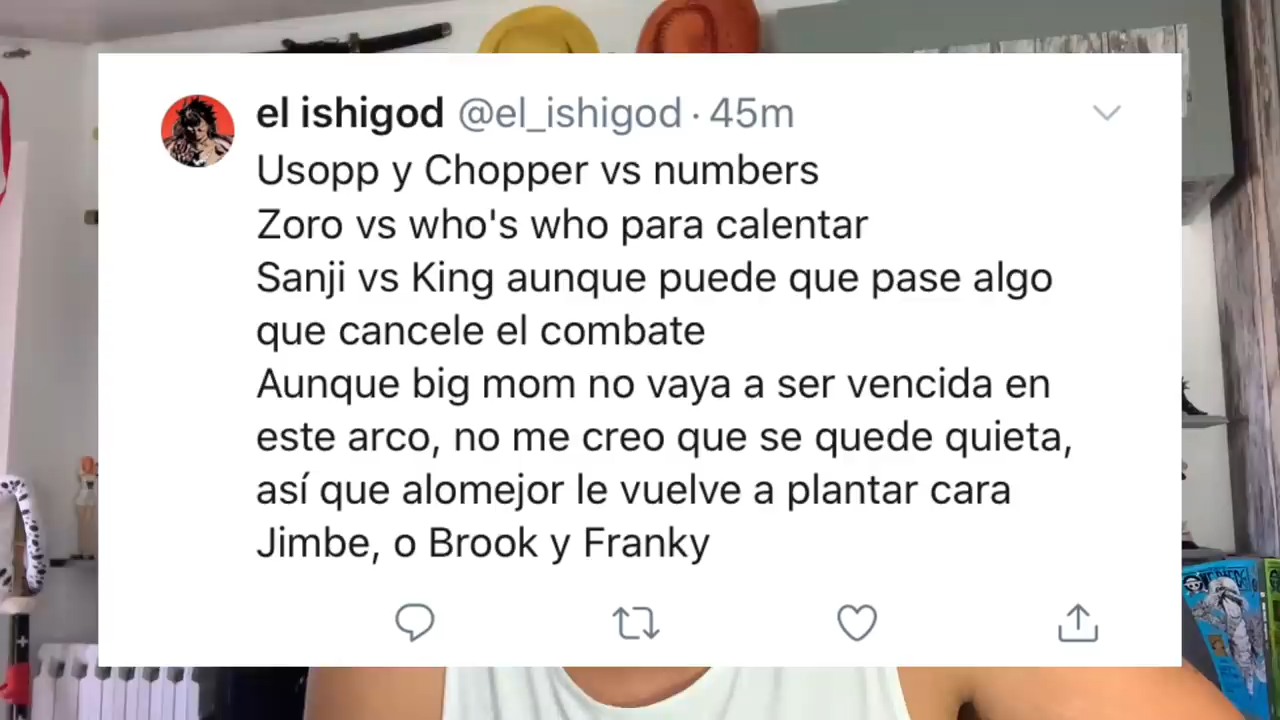 el ishigod @el_ishigod · 45m
Usopp y Chopper vs numbers
Zoro vs who's who para calentar
Sanji vs King aunque puede que pase algo
que cancele el combate
Aunque big mom no vaya a ser vencida en
este arco, no me creo que se quede quieta,
así que alomejor le vuelve a plantar cara
Jimbe, o Brook y Franky